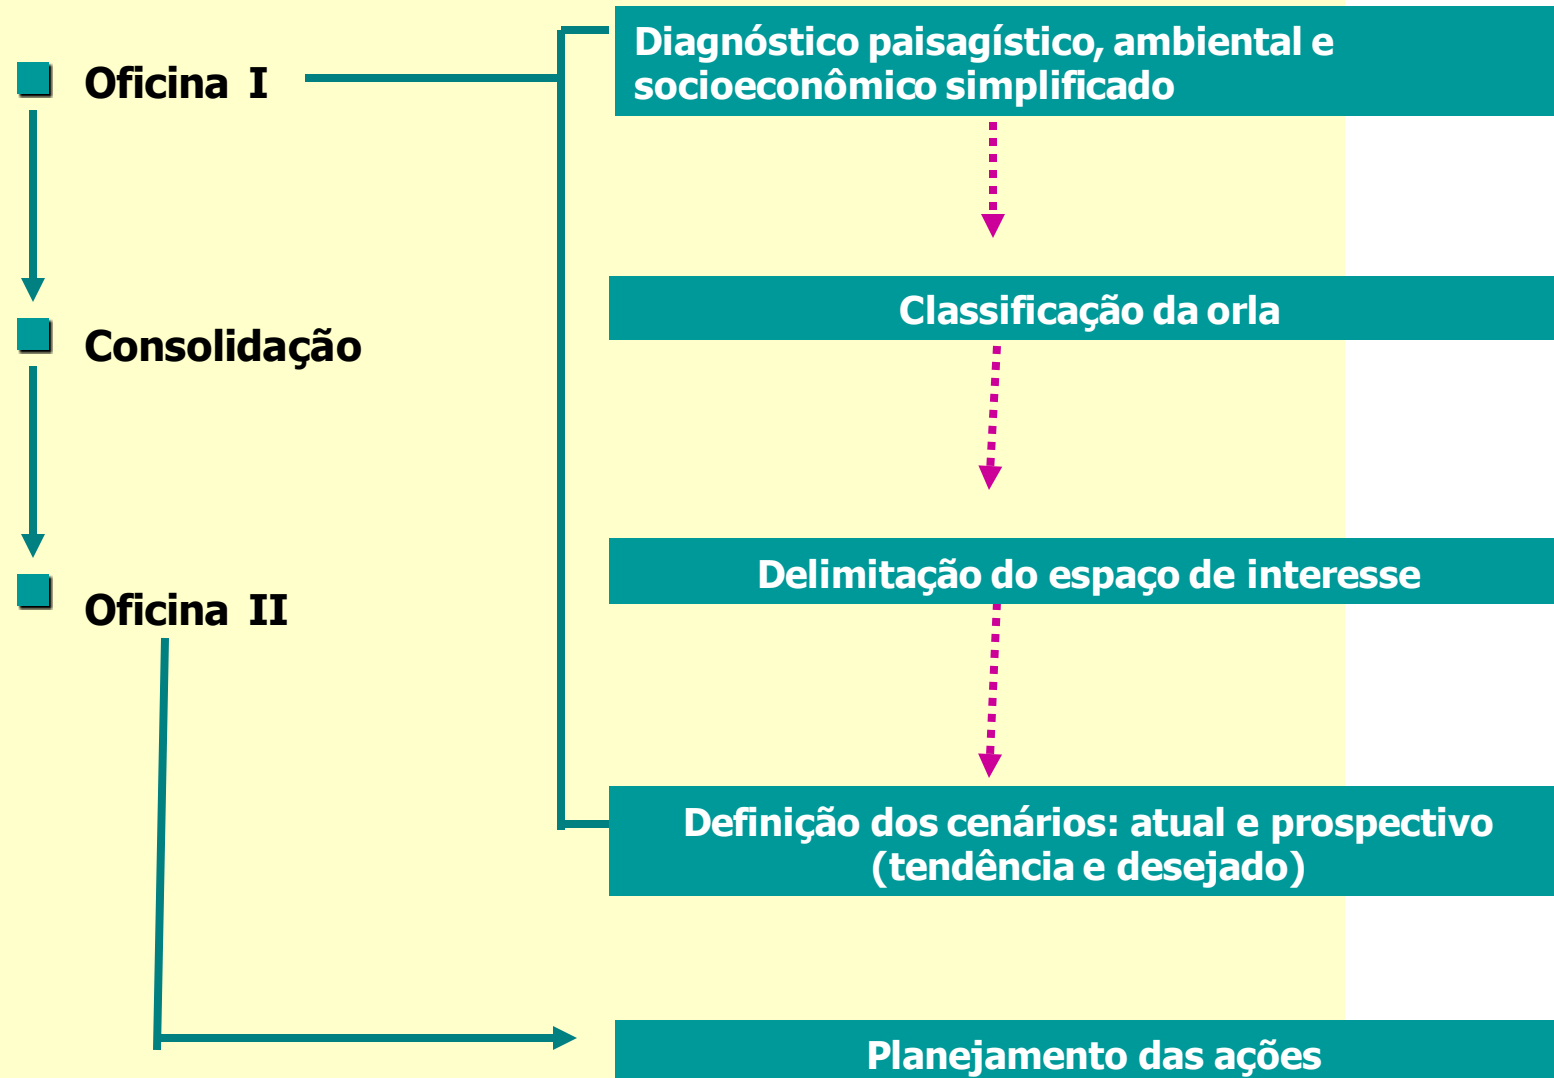 Oficina I
Consolidação
Oficina II
Diagnóstico paisagístico, ambiental e
socioeconômico simplificado
Classificação da orla
Delimitação do espaço de interesse
Definição dos cenários: atual e prospectivo
(tendência e desejado)
Planejamento das ações